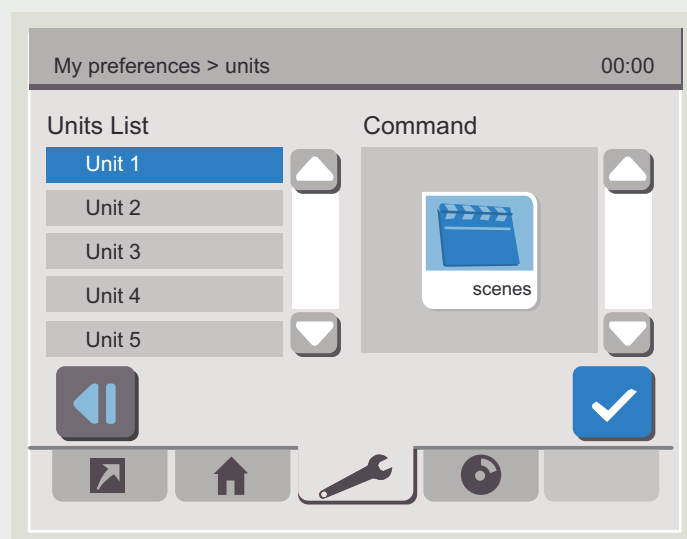 My preferences > units
00:00
Units List
Command
Unit 1
Unit 2
Unit 3
Unit 4
Unit 5
scenes